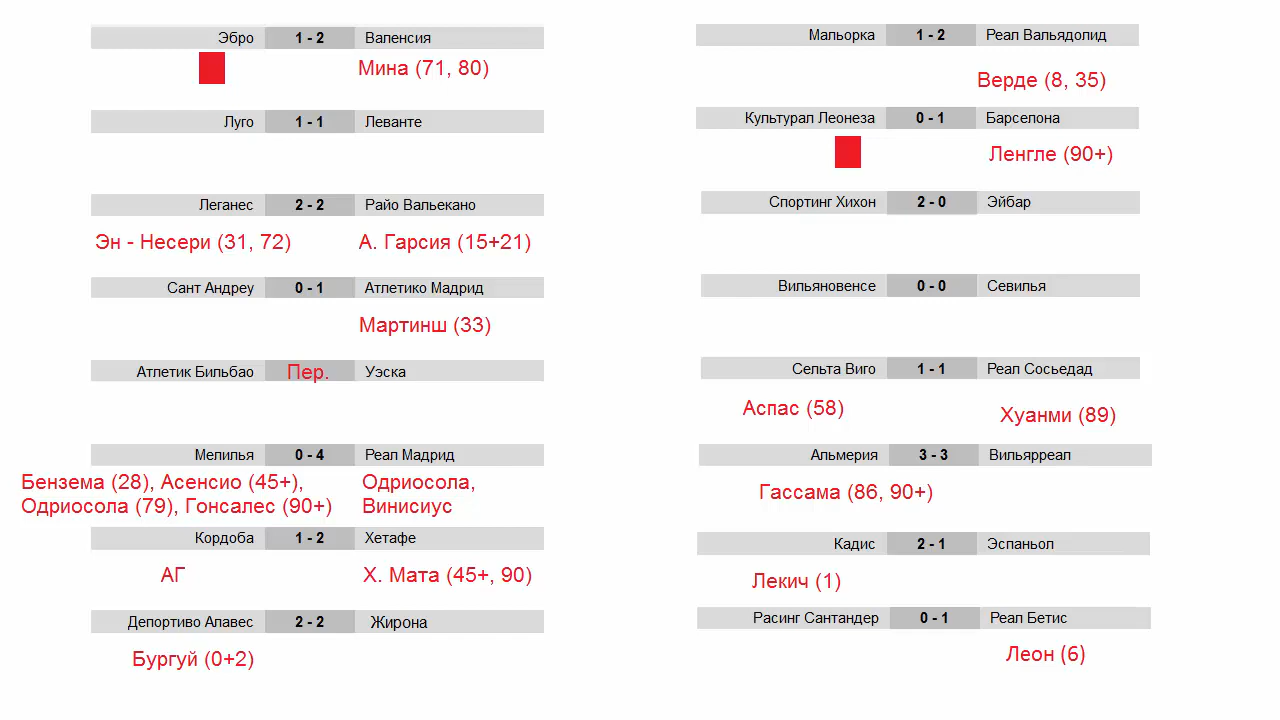 Эбро 1 - 2 Валенсия
Мина (71, 80)
Луго 1 - 1 Леванте
Леганес 2 - 2 Райо Вальекано
Эн - Несери (31, 72) А. Гарсия (15+21)
Сант Андреу 0 - 1 Атлетико Мадрид
Мартинш (33)
Атлетик Бильбао Пер. Уэска
Мелилья 0 - 4 Реал Мадрид
Бензема (28), Асенсио (45+), Одриосола,
Одриосола (79), Гонсалес (90+) Винисиус
Кордоба 1 - 2 Хетафе
АГ Х. Мата (45+, 90)
Депортиво Алавес 2 - 2 Жирона
Бургуй (0+2)
Мальорка 1 - 2 Реал Вальядолид
Верде (8, 35)
Культурал Леонеза 0 - 1 Барселона
Ленгле (90+)
Спортинг Хихон 2 - 0 Эйбар
Вильяновенсе 0 - 0 Севилья
Сельта Виго 1 - 1 Реал Сосьедад
Аспас (58) Хуанми (89)
Альмерия 3 - 3 Вильярреал
Гассама (86, 90+)
Кадис 2 - 1 Эспаньол
Лекич (1)
Расинг Сантандер 0 - 1 Реал Бетис
Леон (6)